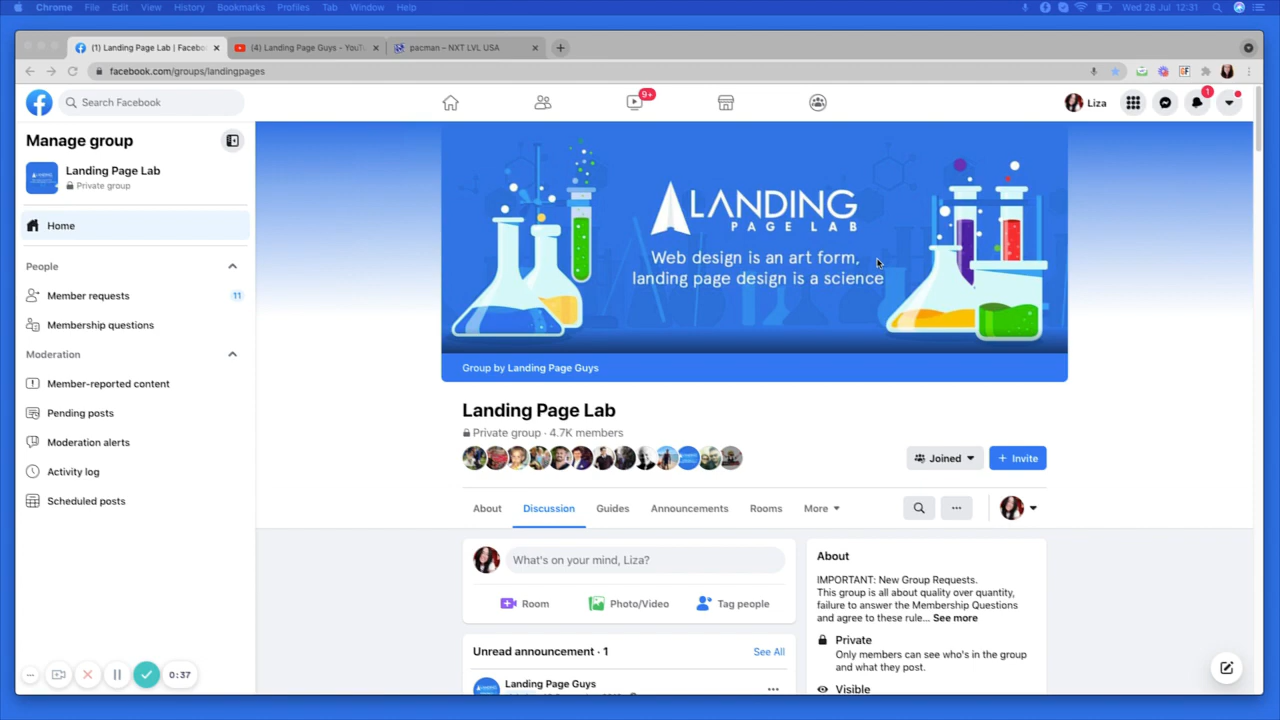 Chrome File Edit View History Bookmarks Profiles Tab Window Help Wed 28 Jul 12:31
(1) Landing Page Lab | Facebo (4) Landing Page Guys - YouTu pacman – NXT LVL USA
facebook.com/groups/landingpages
Search Facebook
9+
Liza
1
Manage group
Landing Page Lab
Private group
Home
People
Member requests 11
Membership questions
Moderation
Member-reported content
Pending posts
Moderation alerts
Activity log
Scheduled posts
0:37
LANDING
PAGE LAB
Web design is an art form,
landing page design is a science
Group by Landing Page Guys
Landing Page Lab
Private group · 4.7K members
Joined
+ Invite
About Discussion Guides Announcements Rooms More
What's on your mind, Liza?
Room Photo/Video Tag people
Unread announcement · 1 See All
Landing Page Guys
About
IMPORTANT: New Group Requests.
This group is all about quality over quantity,
failure to answer the Membership Questions
and agree to these rule... See more
Private
Only members can see who's in the group
and what they post.
Visible